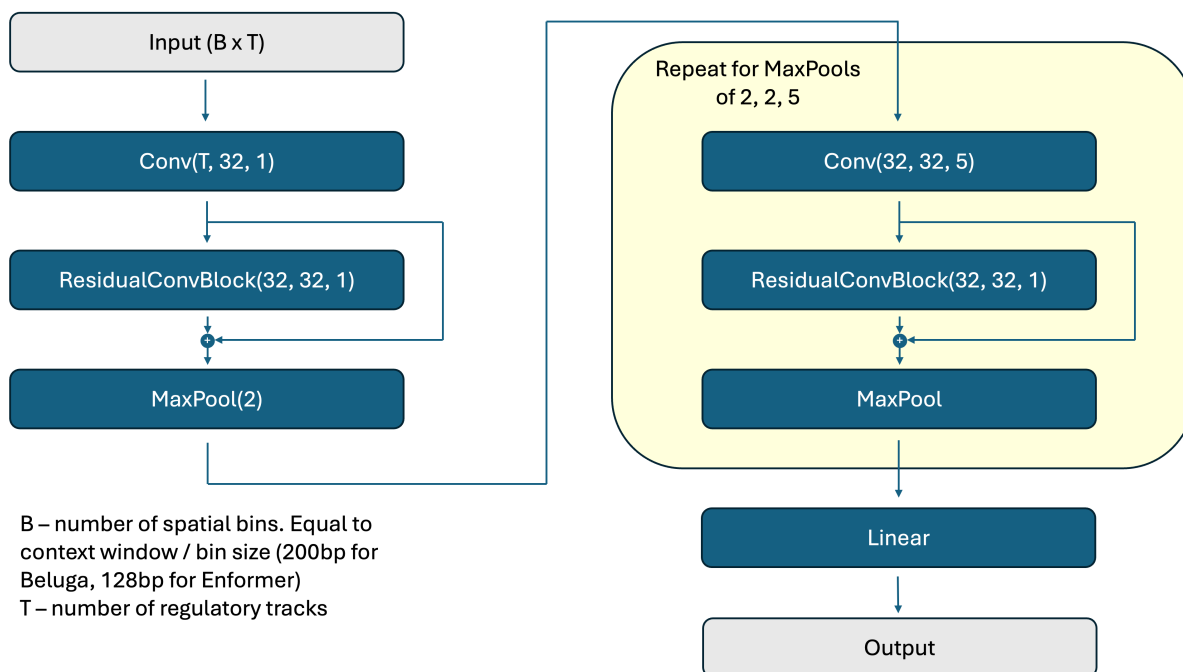 Input (B x T)
Conv(T, 32, 1)
ResidualConvBlock(32, 32, 1)
+
MaxPool(2)
B – number of spatial bins. Equal to
context window / bin size (200bp for
Beluga, 128bp for Enformer)
T – number of regulatory tracks
Repeat for MaxPools
of 2, 2, 5
Conv(32, 32, 5)
ResidualConvBlock(32, 32, 1)
+
MaxPool
Linear
Output